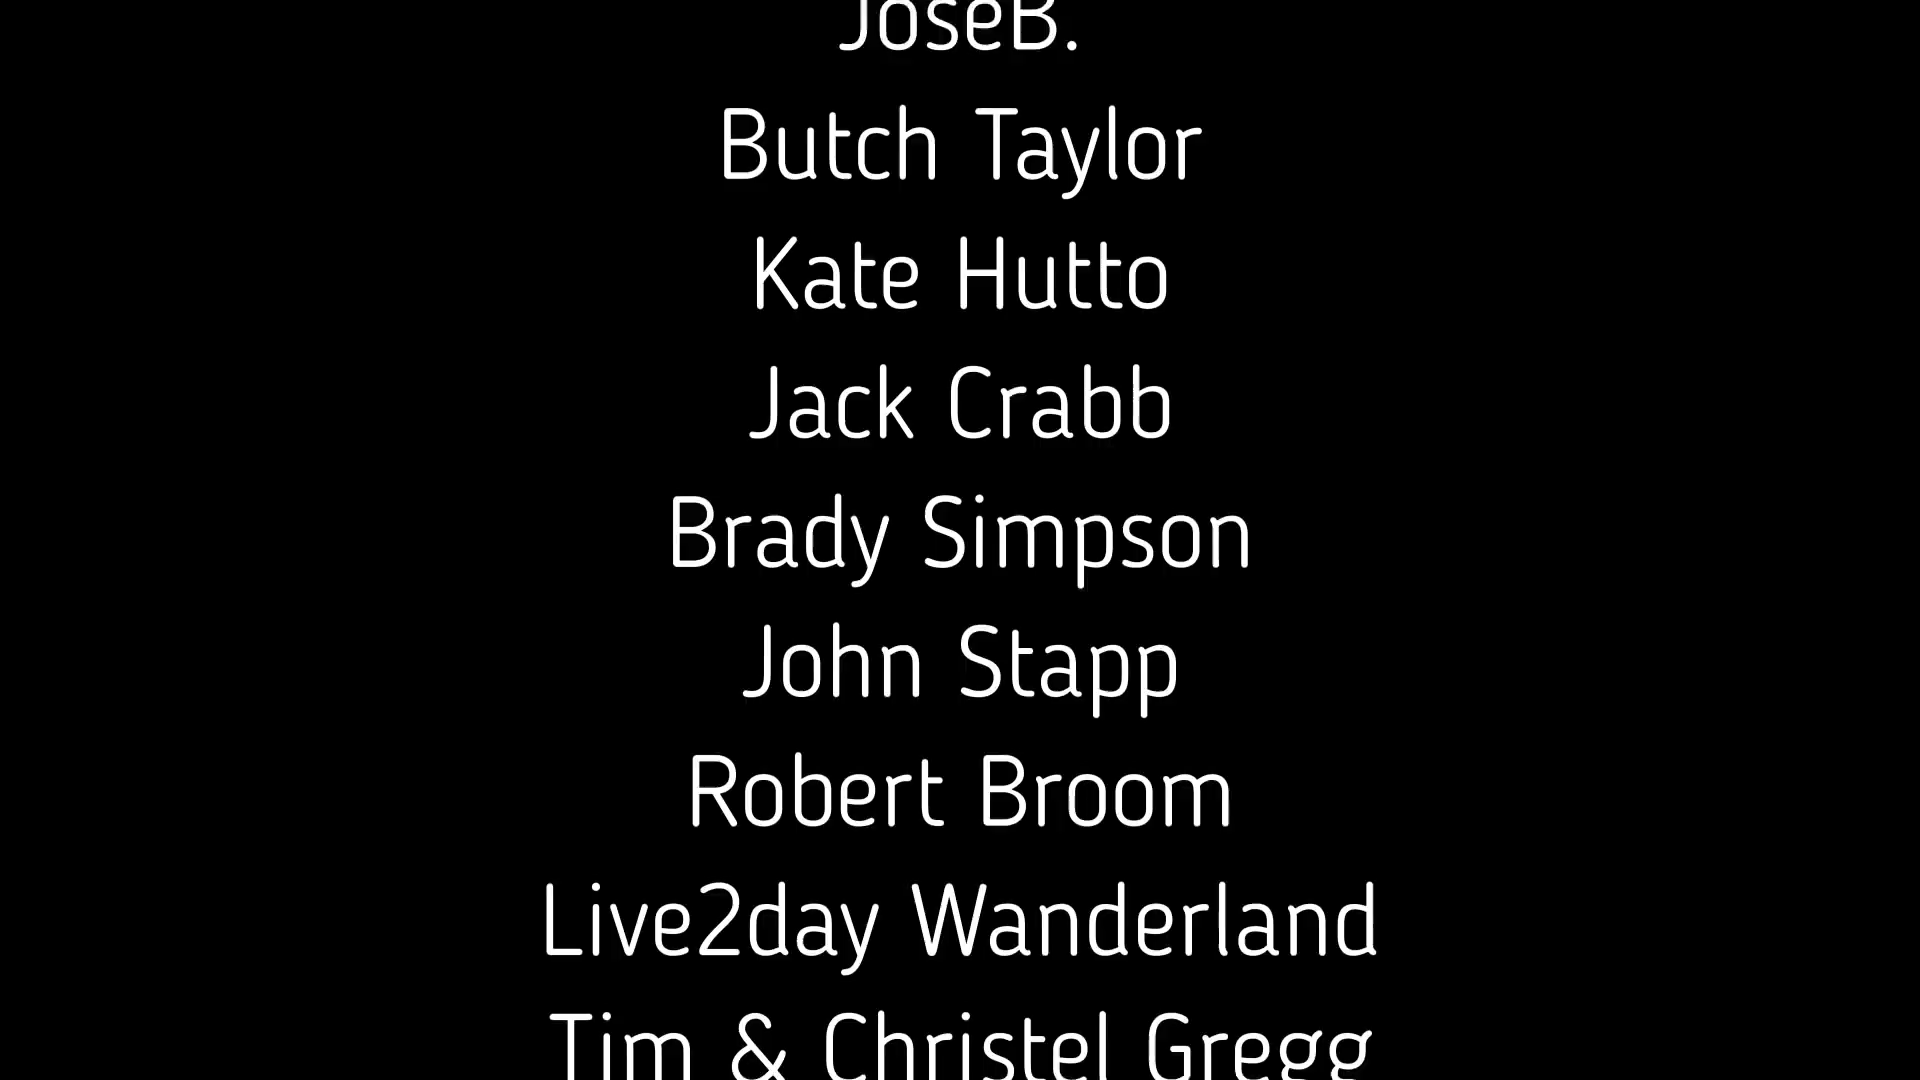 JoseB.
Butch Taylor
Kate Hutto
Jack Crabb
Brady Simpson
John Stapp
Robert Broom
Live2day Wanderland
Tim & Christel Gregg